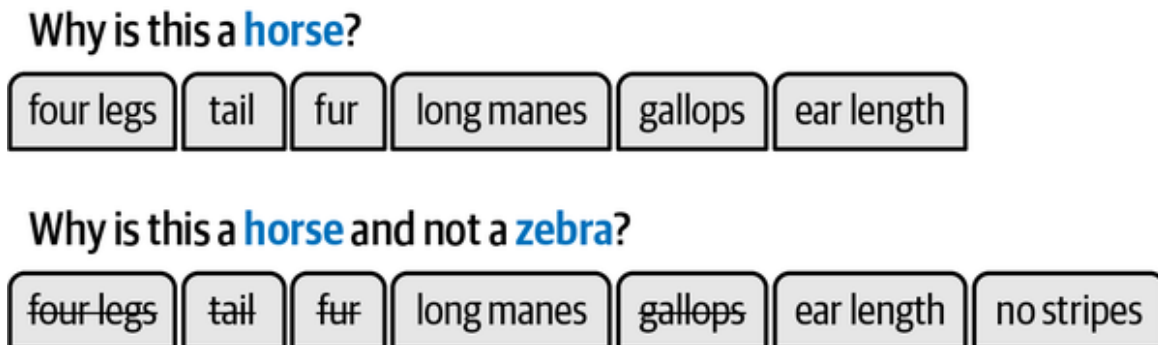 Why is this a horse?
four legs tail fur long manes gallops ear length
Why is this a horse and not a zebra?
four legs tail fur long manes gallops ear length no stripes